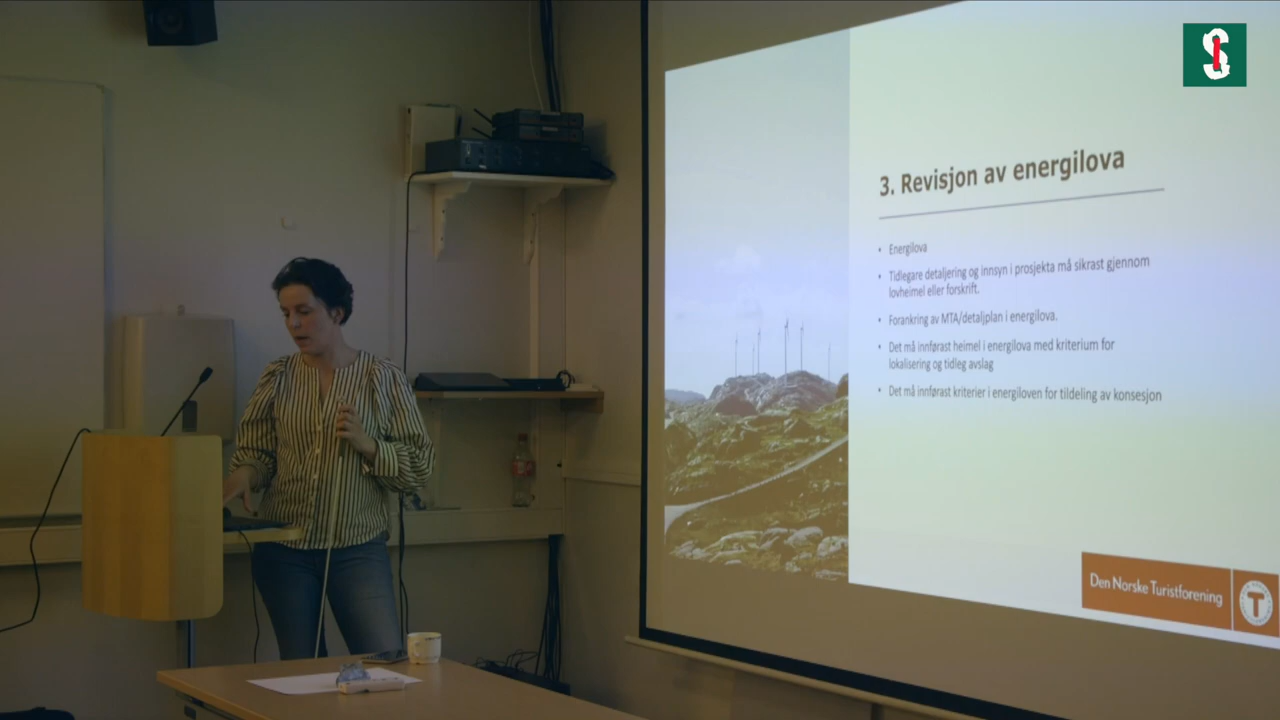 3. Revisjon av energilova
• Energilova
• Tidlegare detaljering og innsyn i prosjekta må sikrast gjennom
lovheimel eller forskrift.
• Forankring av MTA/detaljplan i energilova.
• Det må innførast heimel i energilova med kriterium for
lokalisering og tidleg avslag
• Det må innførast kriterier i energiloven for tildeling av konsesjon
Den Norske Turistforening
T